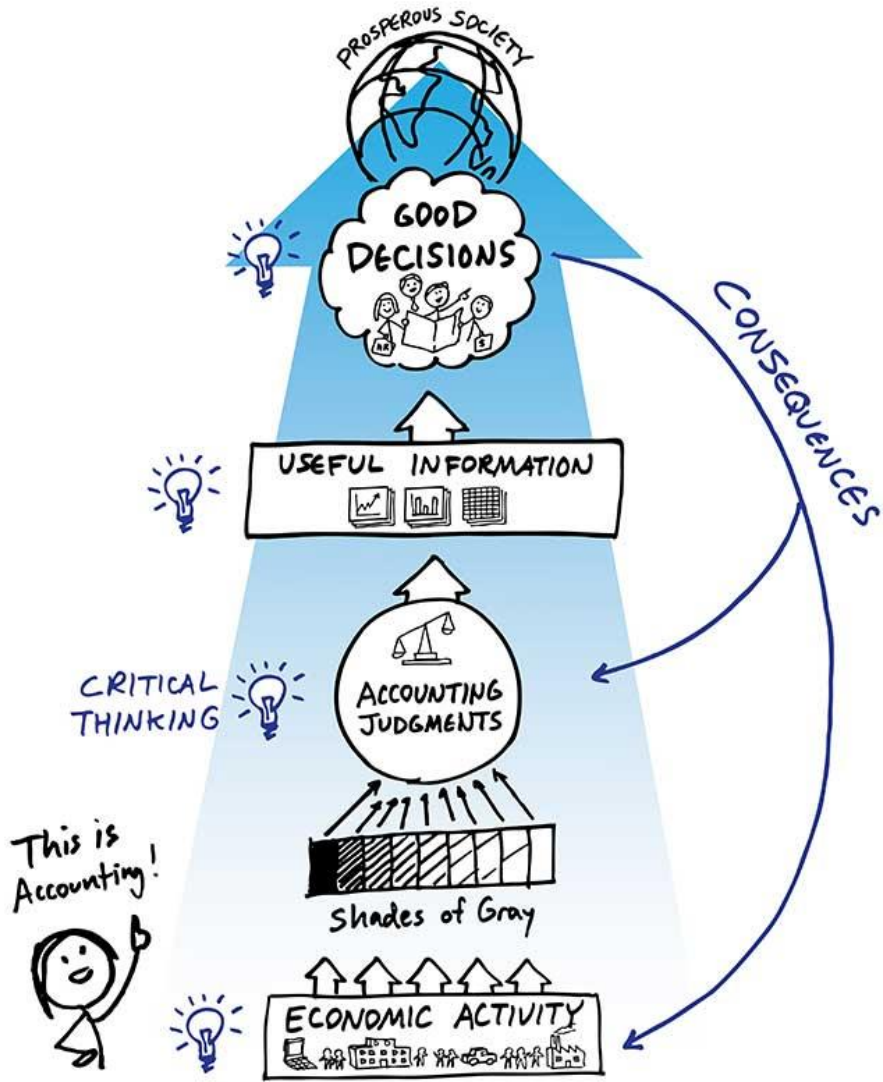 PROSPEROUS SOCIETY
GOOD
DECISIONS
HR
$
CONSEQUENCES
USEFUL INFORMATION
CRITICAL
THINKING
ACCOUNTING
JUDGMENTS
This is
Accounting!
Shades of Gray
ECONOMIC ACTIVITY